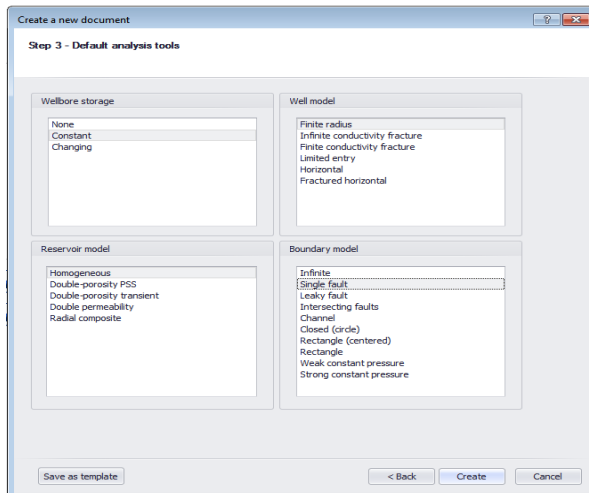 Create a new document
Step 3 - Default analysis tools
Wellbore storage
None
Constant
Changing
Well model
Finite radius
Infinite conductivity fracture
Finite conductivity fracture
Limited entry
Horizontal
Fractured horizontal
Reservoir model
Homogeneous
Double-porosity PSS
Double-porosity transient
Double permeability
Radial composite
Boundary model
Infinite
Single fault
Leaky fault
Intersecting faults
Channel
Closed (circle)
Rectangle (centered)
Rectangle
Weak constant pressure
Strong constant pressure
Save as template
< Back
Create
Cancel